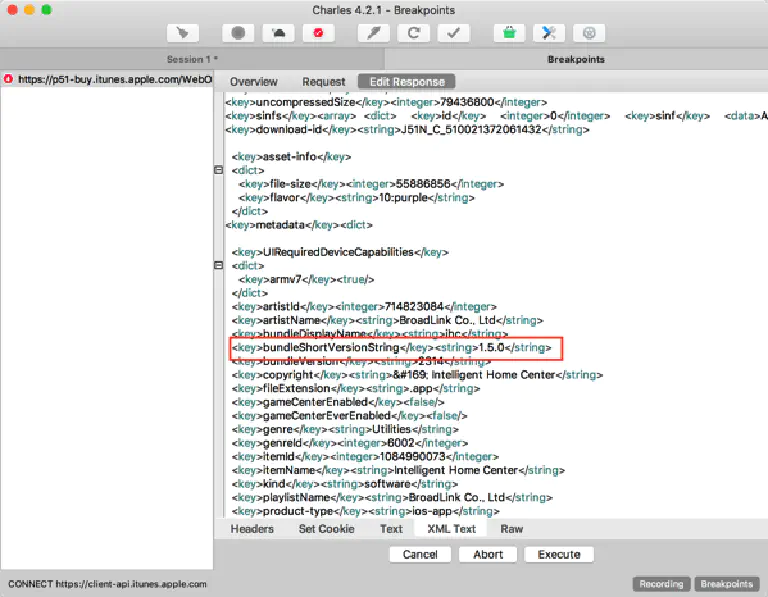 Charles 4.2.1 - Breakpoints
Session 1 *
Breakpoints
https://p51-buy.itunes.apple.com/WebO
Overview
Request
Edit Response
<key>uncompressedSize</key><integer>79436800</integer>
<key>sinfs</key><array> <dict> <key>id</key> <integer>0</integer> <key>sinf</key> <data>A
<key>download-id</key><string>J51N_C_510021372061432</string>
<key>asset-info</key>
<dict>
<key>file-size</key><integer>55886856</integer>
<key>flavor</key><string>10:purple</string>
</dict>
<key>metadata</key><dict>
<key>UIRequiredDeviceCapabilities</key>
<dict>
<key>armv7</key><true/>
</dict>
<key>artistId</key><integer>714823084</integer>
<key>artistName</key><string>BroadLink Co., Ltd</string>
<key>bundleDisplayName</key><string>ihc</string>
<key>bundleShortVersionString</key><string>1.5.0</string>
<key>bundleVersion</key><string>2314</string>
<key>copyright</key><string>&#169; Intelligent Home Center</string>
<key>fileExtension</key><string>.app</string>
<key>gameCenterEnabled</key><false/>
<key>gameCenterEverEnabled</key><false/>
<key>genre</key><string>Utilities</string>
<key>genreId</key><integer>6002</integer>
<key>itemId</key><integer>1084990073</integer>
<key>itemName</key><string>Intelligent Home Center</string>
<key>kind</key><string>software</string>
<key>playlistName</key><string>BroadLink Co., Ltd</string>
<key>product-type</key><string>ios-app</string>
Headers
Set Cookie
Text
XML Text
Raw
Cancel
Abort
Execute
CONNECT https://client-api.itunes.apple.com
Recording
Breakpoints